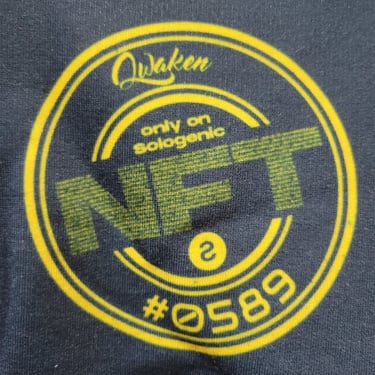 Qwaken
only on
Sologenic
NFT
#0589